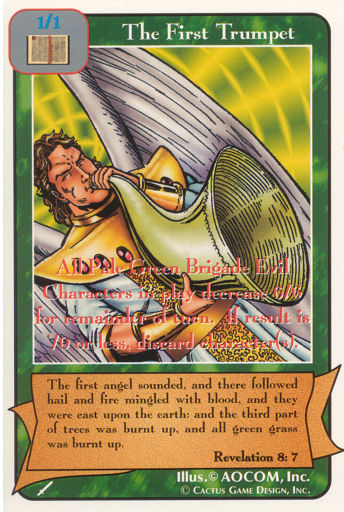 The First Trumpet
1/1
All Pale Green Brigade Evil
Characters in play decrease 6/6
for remainder of turn. If result is
*/0 or less, discard character(s).
The first angel sounded, and there followed
hail and fire mingled with blood, and
they were cast upon the earth: and the third part
of trees was burnt up, and all green grass
was burnt up.
Revelation 8: 7
Illus.© AOCOM, Inc.
© Cactus Game Design, Inc.